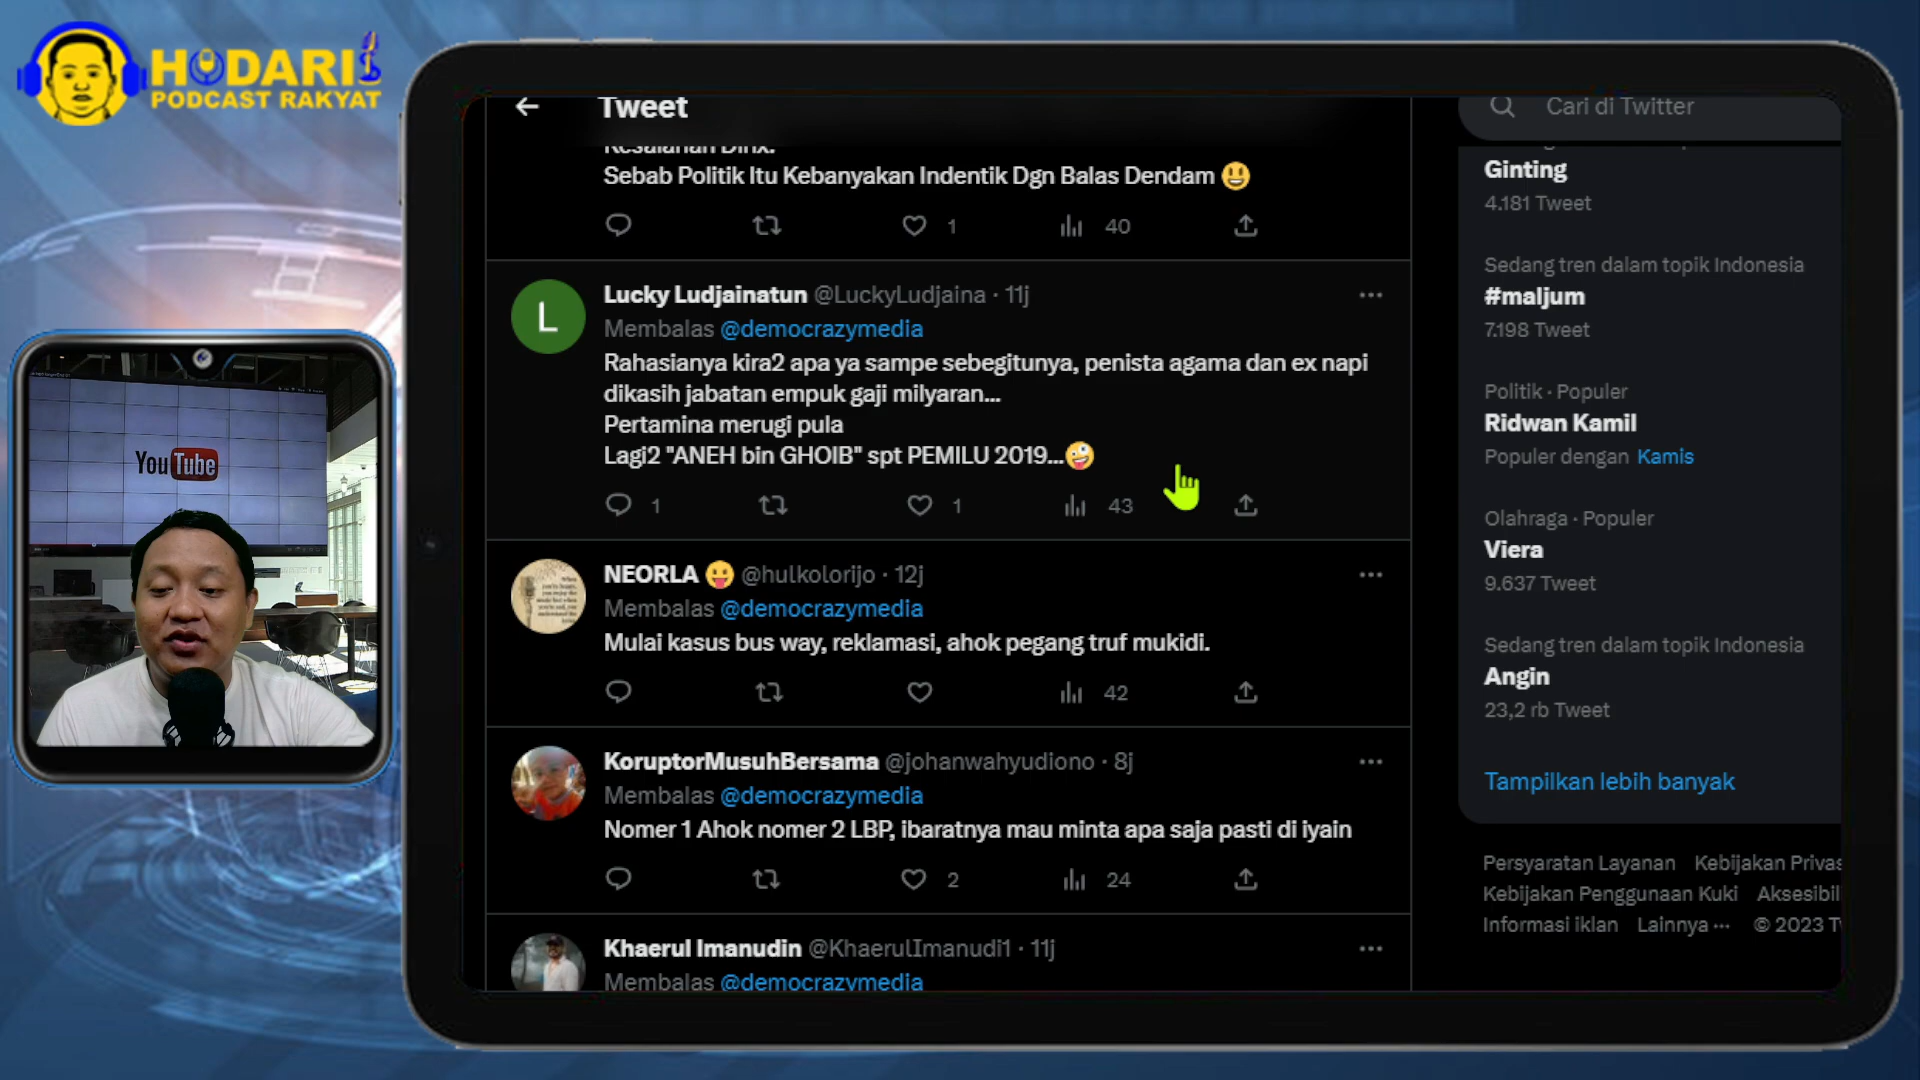 HODARI
PODCAST RAKYAT
YouTube
Tweet
Kesalahan Dirix.
Sebab Politik Itu Kebanyakan Indentik Dgn Balas Dendam 😃
1
40
L
Lucky Ludjainatun @LuckyLudjaina · 11j
Membalas @democrazymedia
Rahasianya kira2 apa ya sampe sebegitunya, penista agama dan ex napi
dikasih jabatan empuk gaji milyaran...
Pertamina merugi pula
Lagi2 "ANEH bin GHOIB" spt PEMILU 2019...🤪
1
1
43
NEORLA 😛 @hulkolorijo · 12j
Membalas @democrazymedia
Mulai kasus bus way, reklamasi, ahok pegang truf mukidi.
42
KoruptorMusuhBersama @johanwahyudiono · 8j
Membalas @democrazymedia
Nomer 1 Ahok nomer 2 LBP, ibaratnya mau minta apa saja pasti di iyain
2
24
Khaerul Imanudin @KhaerulImanudi1 · 11j
Membalas @democrazymedia
Cari di Twitter
Ginting
4.181 Tweet
Sedang tren dalam topik Indonesia
#maljum
7.198 Tweet
Politik · Populer
Ridwan Kamil
Populer dengan Kamis
Olahraga · Populer
Viera
9.637 Tweet
Sedang tren dalam topik Indonesia
Angin
23,2 rb Tweet
Tampilkan lebih banyak
Persyaratan Layanan Kebijakan Privas
Kebijakan Penggunaan Kuki Aksesibil
Informasi iklan Lainnya ··· © 2023 Tw